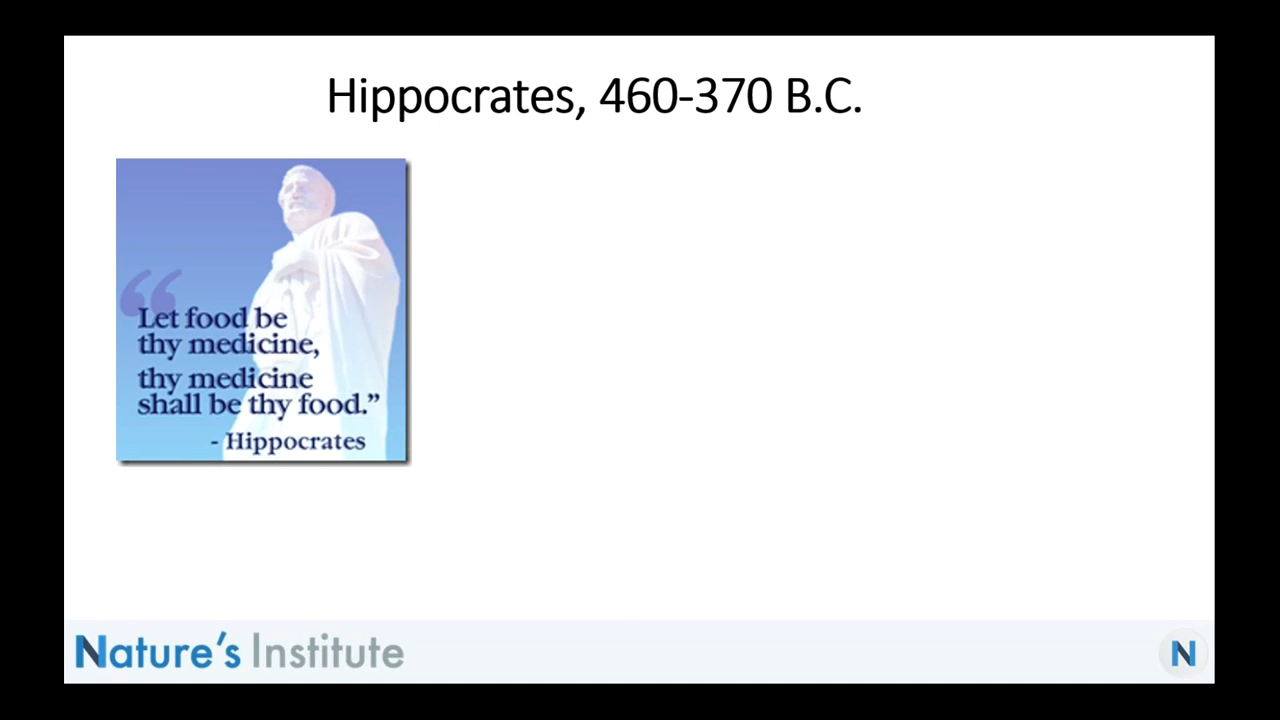 Hippocrates, 460-370 B.C.
“Let food be
thy medicine,
thy medicine
shall be thy food.”
- Hippocrates
Nature's Institute
N